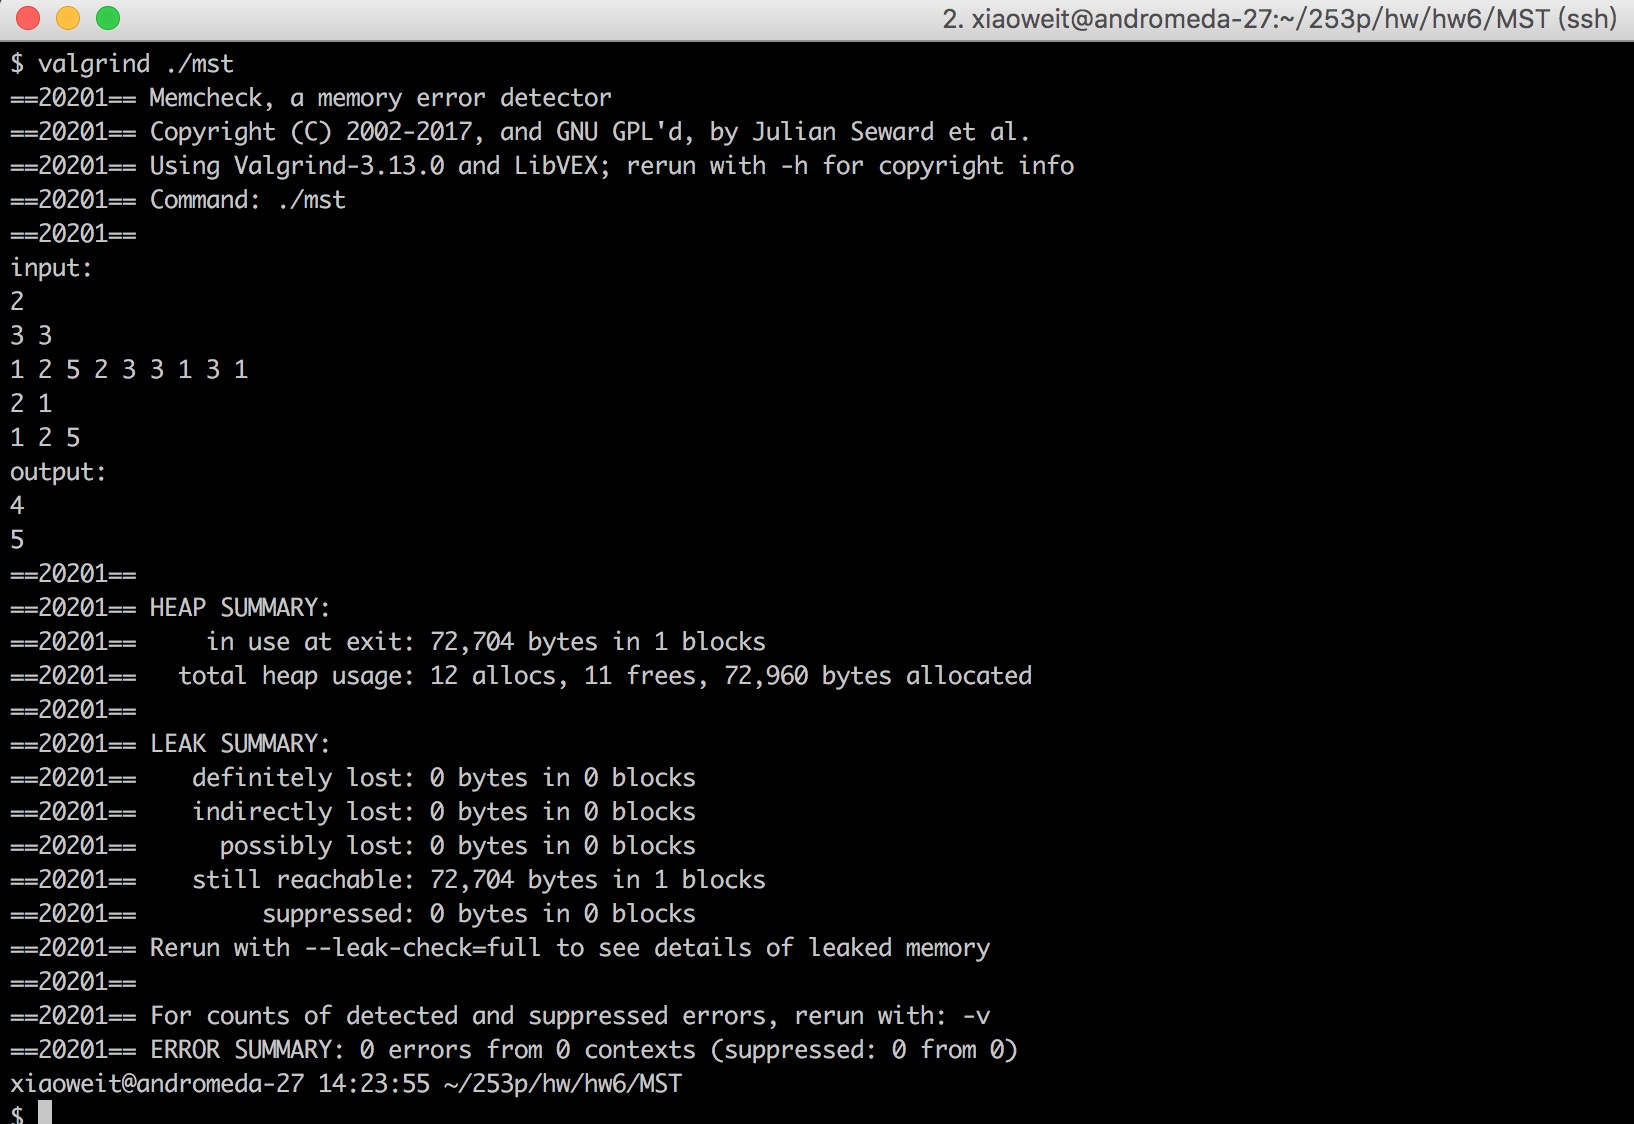 2. xiaoweit@andromeda-27:~/253p/hw/hw6/MST (ssh)
$ valgrind ./mst
==20201== Memcheck, a memory error detector
==20201== Copyright (C) 2002-2017, and GNU GPL'd, by Julian Seward et al.
==20201== Using Valgrind-3.13.0 and LibVEX; rerun with -h for copyright info
==20201== Command: ./mst
==20201==
input:
2
3 3
1 2 5 2 3 3 1 3 1
2 1
1 2 5
output:
4
5
==20201==
==20201== HEAP SUMMARY:
==20201==     in use at exit: 72,704 bytes in 1 blocks
==20201==   total heap usage: 12 allocs, 11 frees, 72,960 bytes allocated
==20201==
==20201== LEAK SUMMARY:
==20201==    definitely lost: 0 bytes in 0 blocks
==20201==    indirectly lost: 0 bytes in 0 blocks
==20201==      possibly lost: 0 bytes in 0 blocks
==20201==    still reachable: 72,704 bytes in 1 blocks
==20201==         suppressed: 0 bytes in 0 blocks
==20201== Rerun with --leak-check=full to see details of leaked memory
==20201==
==20201== For counts of detected and suppressed errors, rerun with: -v
==20201== ERROR SUMMARY: 0 errors from 0 contexts (suppressed: 0 from 0)
xiaoweit@andromeda-27 14:23:55 ~/253p/hw/hw6/MST
$